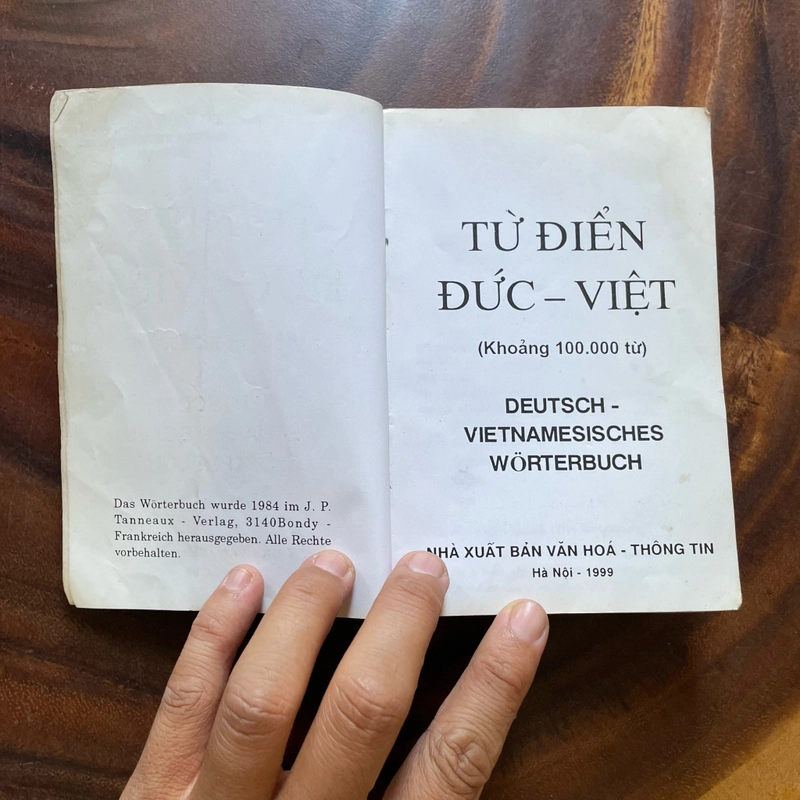 Das Wörterbuch wurde 1984 im J. P.
Tanneaux - Verlag, 3140Bondy -
Frankreich herausgegeben. Alle Rechte
vorbehalten.
TỪ ĐIỂN
ĐỨC – VIỆT
(Khoảng 100.000 từ)
DEUTSCH -
VIETNAMESISCHES
WÖRTERBUCH
NHÀ XUẤT BẢN VĂN HOÁ - THÔNG TIN
Hà Nội - 1999